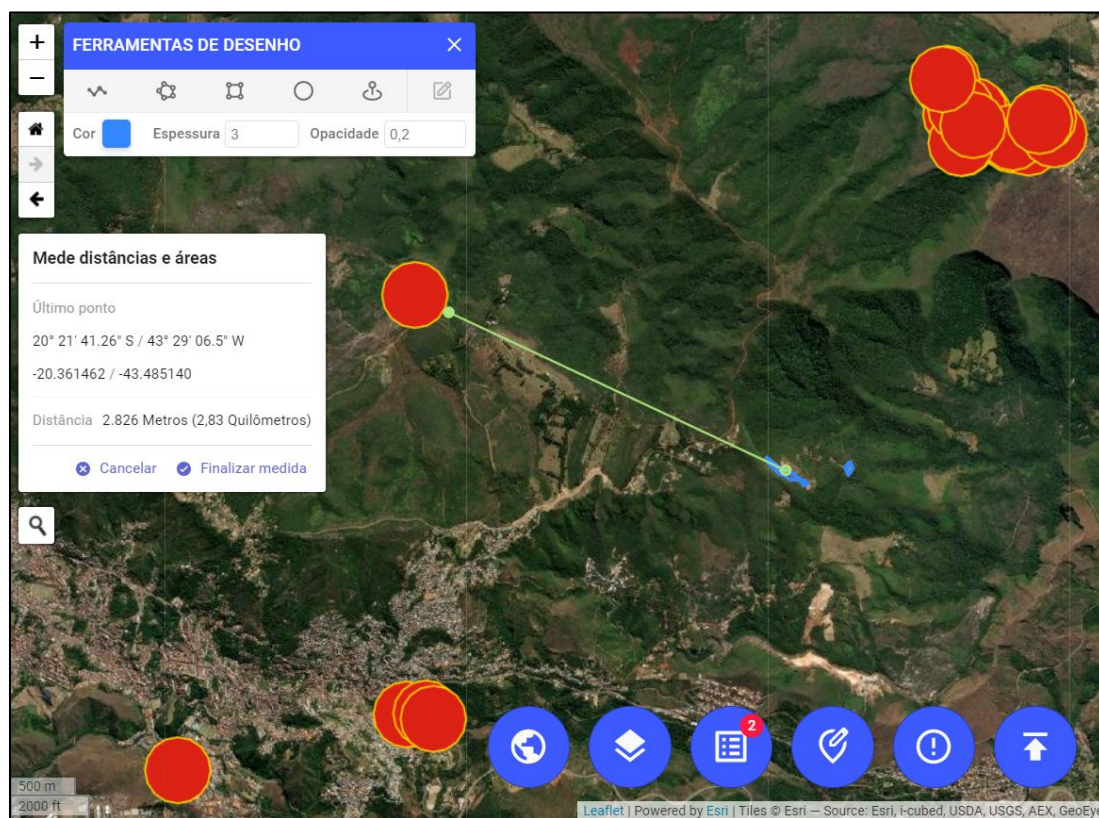 +
FERRAMENTAS DE DESENHO
−
Cor Espessura 3 Opacidade 0,2
Mede distâncias e áreas
Último ponto
20° 21' 41.26" S / 43° 29' 06.5" W
-20.361462 / -43.485140
Distância 2.826 Metros (2,83 Quilômetros)
Cancelar Finalizar medida
2
500 m
2000 ft
Leaflet | Powered by Esri | Tiles © Esri — Source: Esri, i-cubed, USDA, USGS, AEX, GeoEye